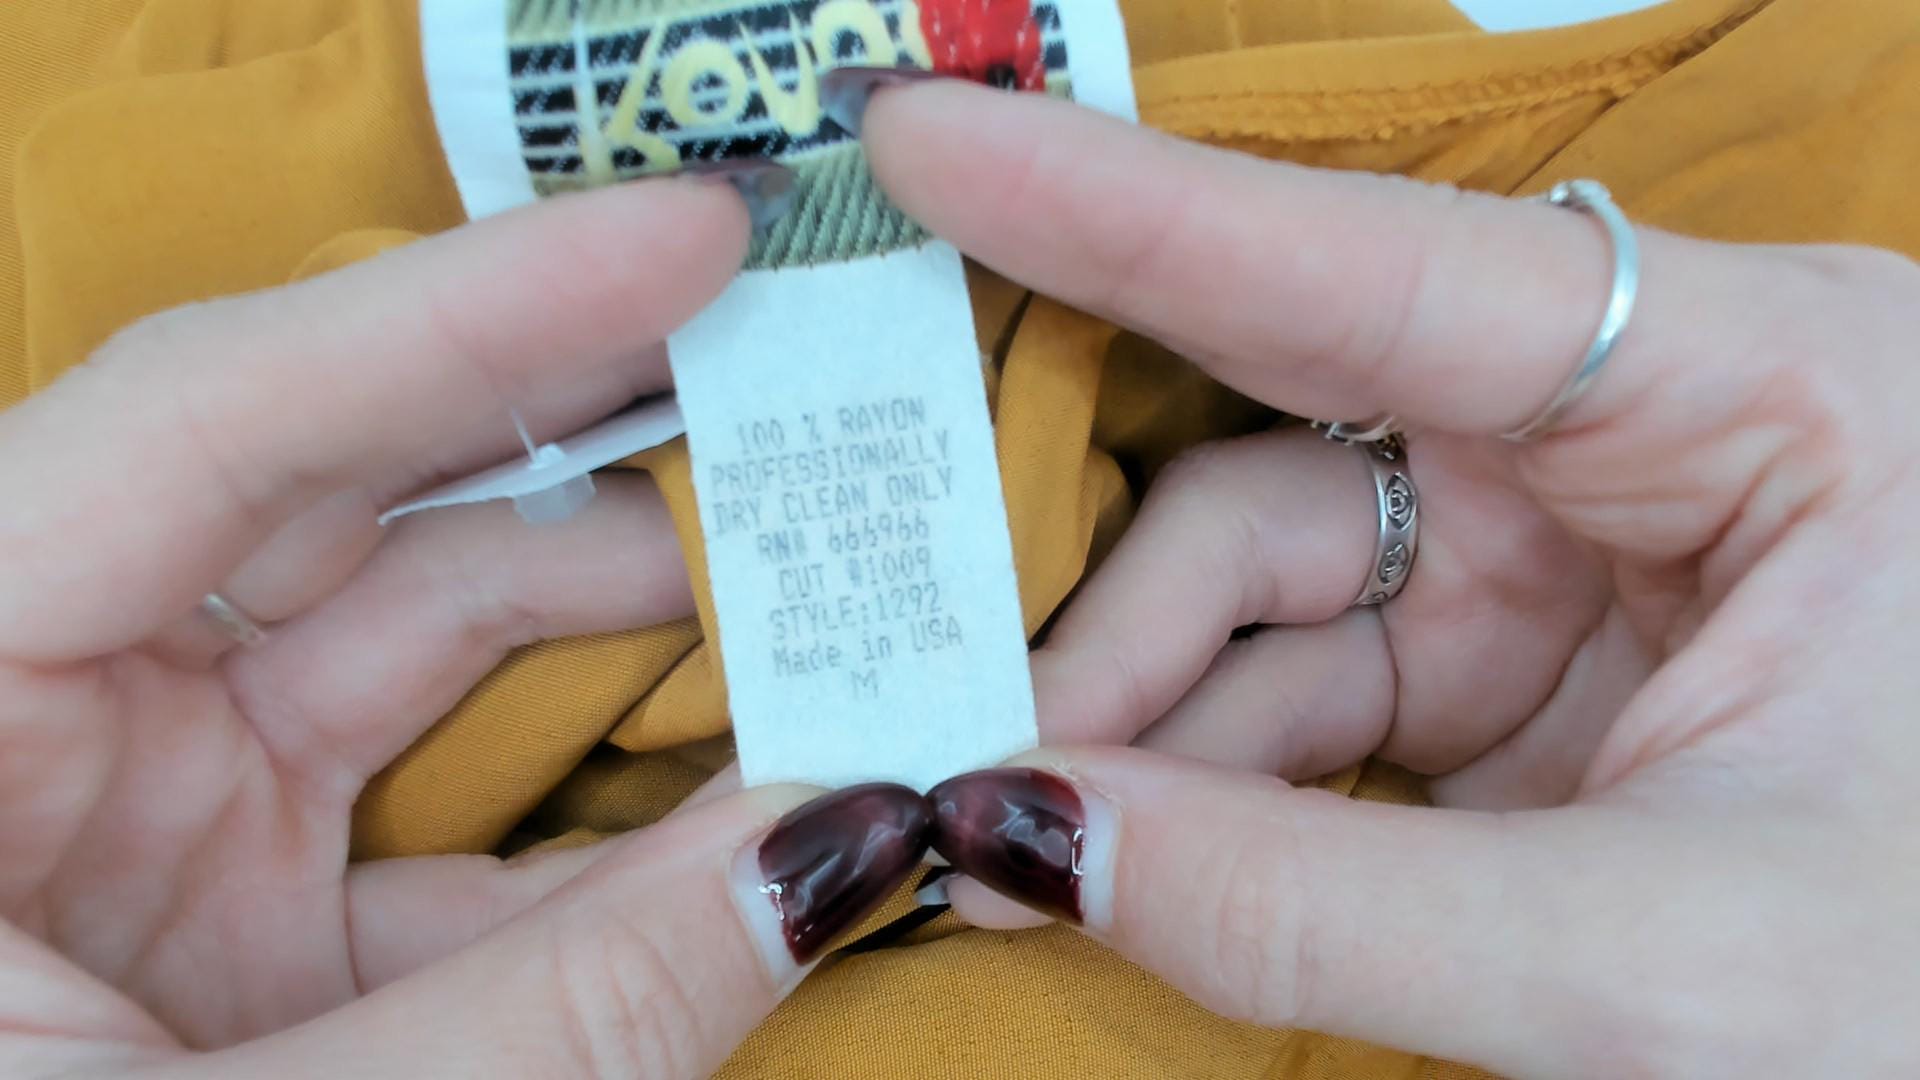 100 % RAYON
PROFESSIONALLY
DRY CLEAN ONLY
RN# 666966
CUT #1009
STYLE:1292
Made in USA
M